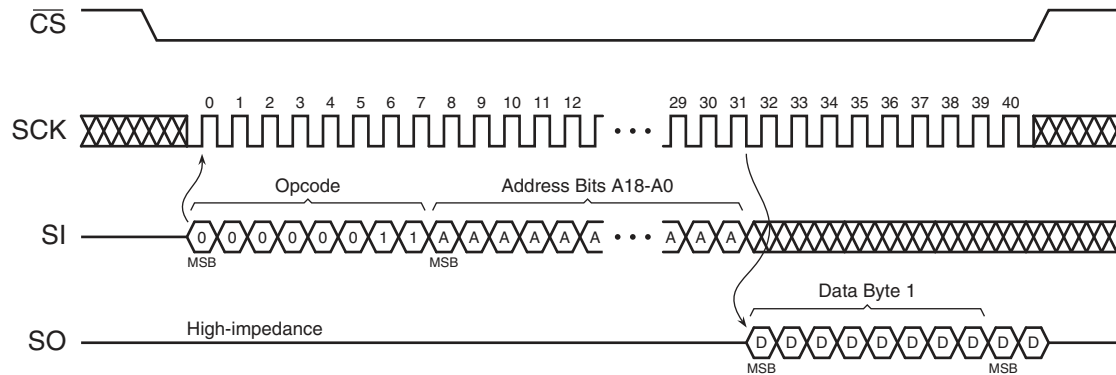 CS
0 1 2 3 4 5 6 7 8 9 10 11 12 29 30 31 32 33 34 35 36 37 38 39 40
SCK
Opcode Address Bits A18-A0
SI 0 0 0 0 0 0 1 1 A A A A A A A A A
MSB MSB
Data Byte 1
High-impedance
SO D D D D D D D D D D
MSB MSB